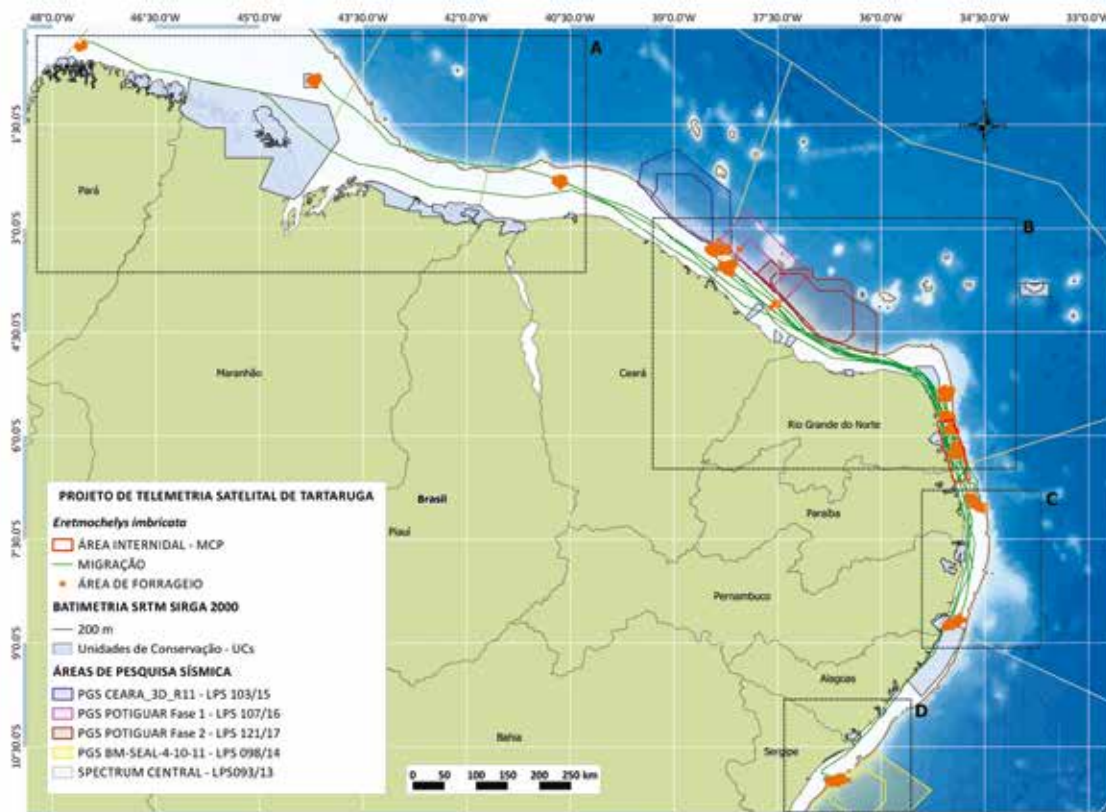 48°0.0'W 46°30.0'W 45°0.0'W 43°30.0'W 42°0.0'W 40°30.0'W 39°0.0'W 37°30.0'W 36°0.0'W 34°30.0'W 33°0.0'W
A
1°30.0'S
Pará
3°0.0'S
B
4°30.0'S
Maranhão
Ceará
Rio Grande do Norte
6°0.0'S
PROJETO DE TELEMETRIA SATELITAL DE TARTARUGA
Eretmochelys imbricata
ÁREA INTERNIDAL - MCP
MIGRAÇÃO
ÁREA DE FORRAGEIO
BATIMETRIA SRTM SIRGA 2000
200 m
Unidades de Conservação - UCs
ÁREAS DE PESQUISA SÍSMICA
PGS CEARA_3D_R11 - LPS 103/15
PGS POTIGUAR Fase 1 - LPS 107/16
PGS POTIGUAR Fase 2 - LPS 121/17
PGS BM-SEAL-4-10-11 - LPS 098/14
SPECTRUM CENTRAL - LPS093/13
Brasil
C
Paraíba
7°30.0'S
Piauí
Pernambuco
9°0.0'S
Alagoas
D
10°30.0'S
Bahia
Sergipe
0 50 100 150 200 250 km